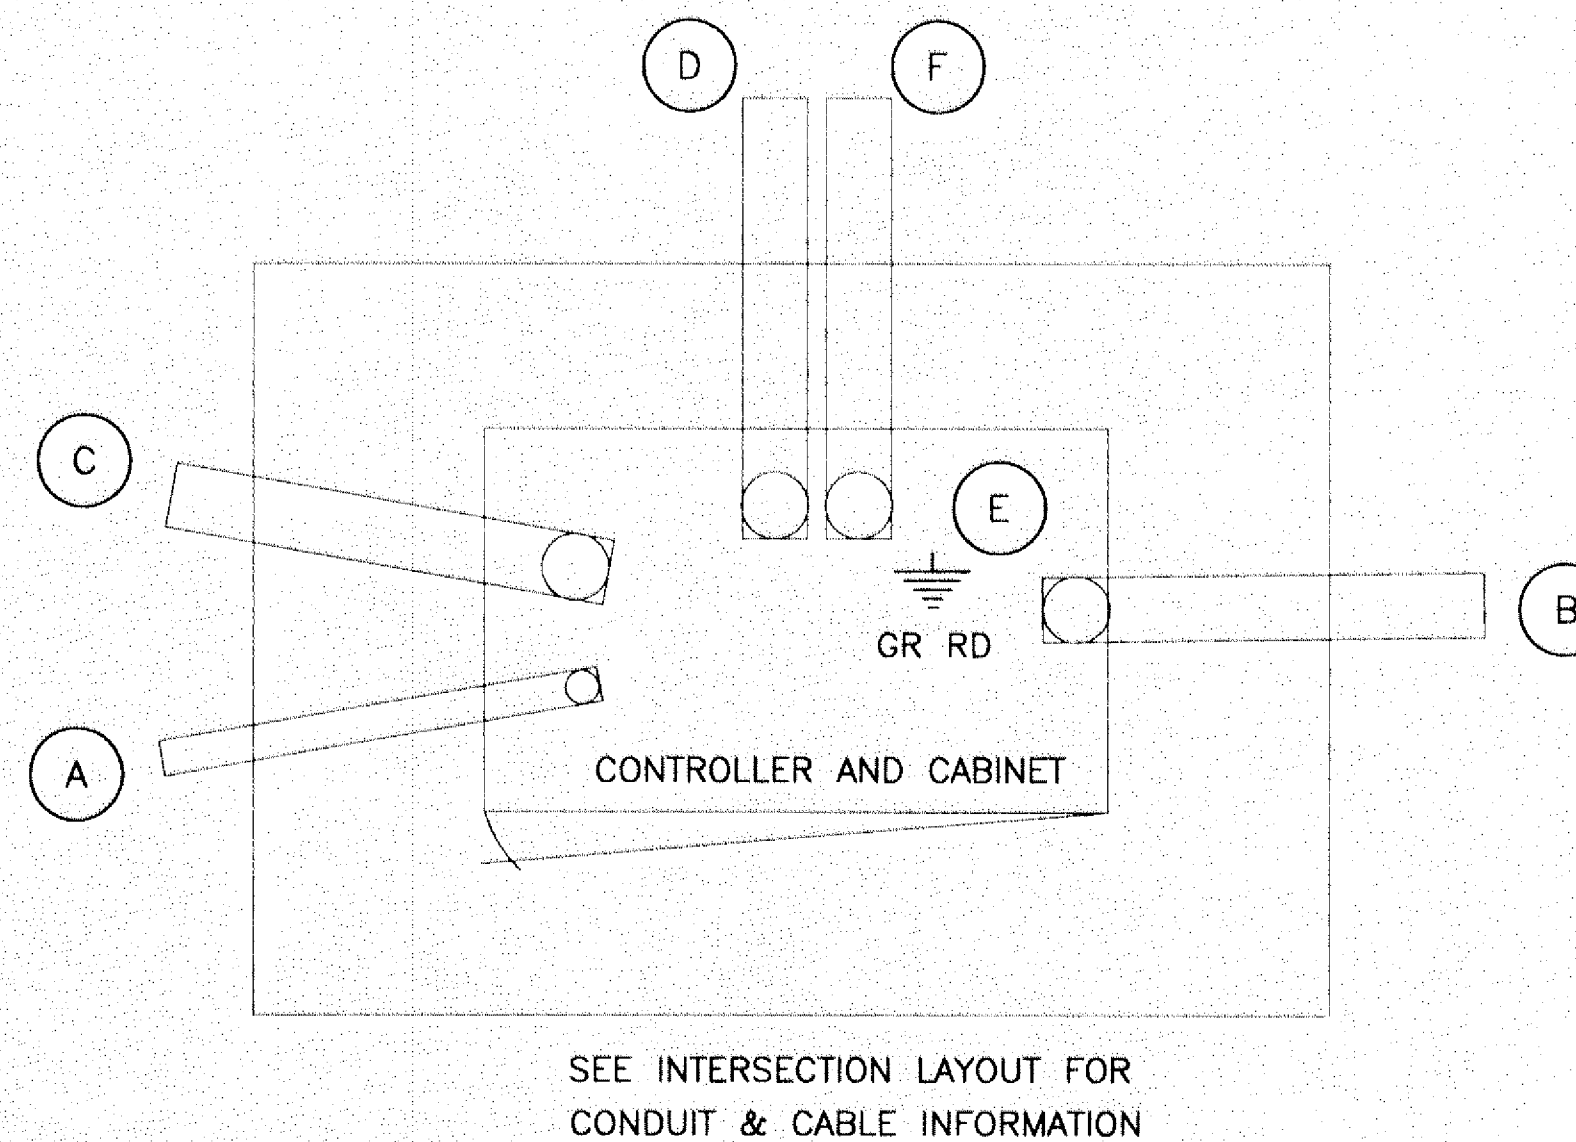 D
F
C
E
B
GR RD
A
CONTROLLER AND CABINET
SEE INTERSECTION LAYOUT FOR
CONDUIT & CABLE INFORMATION